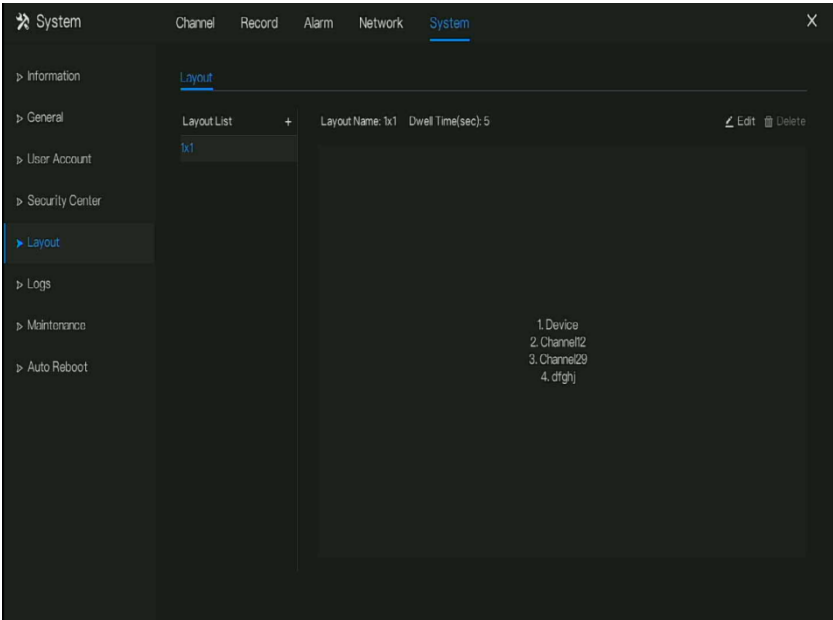 System Channel Record Alarm Network System X
Information
General
User Account
Security Center
Layout
Logs
Maintenance
Auto Reboot
Layout
Layout List +
1x1
Layout Name: 1x1 Dwell Time(sec): 5 Edit Delete
1. Device
2. Channel12
3. Channel29
4. dfghj